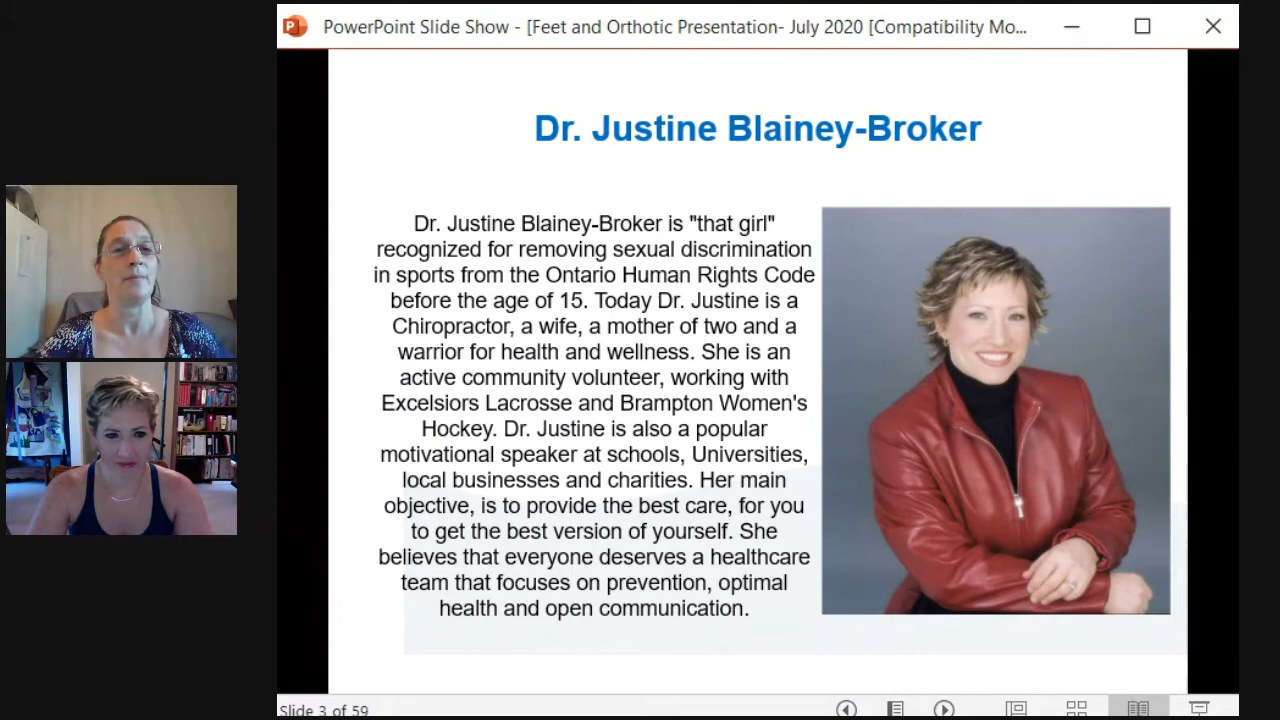 PowerPoint Slide Show - [Feet and Orthotic Presentation- July 2020 [Compatibility Mo...
Dr. Justine Blainey-Broker
Dr. Justine Blainey-Broker is "that girl"
recognized for removing sexual discrimination
in sports from the Ontario Human Rights Code
before the age of 15. Today Dr. Justine is a
Chiropractor, a wife, a mother of two and a
warrior for health and wellness. She is an
active community volunteer, working with
Excelsiors Lacrosse and Brampton Women's
Hockey. Dr. Justine is also a popular
motivational speaker at schools, Universities,
local businesses and charities. Her main
objective, is to provide the best care, for you
to get the best version of yourself. She
believes that everyone deserves a healthcare
team that focuses on prevention, optimal
health and open communication.
Slide 3 of 59